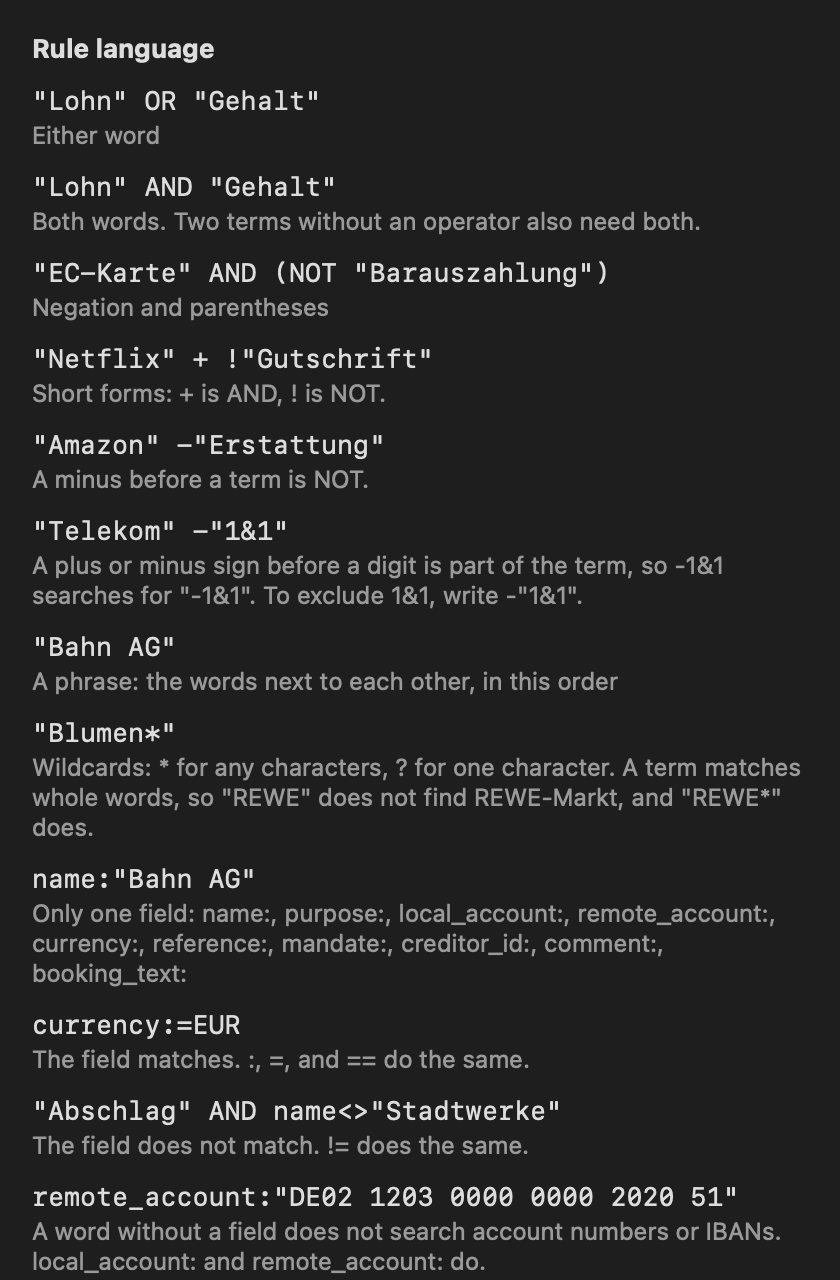 Rule language
"Lohn" OR "Gehalt"
Either word
"Lohn" AND "Gehalt"
Both words. Two terms without an operator also need both.
"EC-Karte" AND (NOT "Barauszahlung")
Negation and parentheses
"Netflix" + !"Gutschrift"
Short forms: + is AND, ! is NOT.
"Amazon" -"Erstattung"
A minus before a term is NOT.
"Telekom" -"1&1"
A plus or minus sign before a digit is part of the term, so -1&1
searches for "-1&1". To exclude 1&1, write -"1&1".
"Bahn AG"
A phrase: the words next to each other, in this order
"Blumen*"
Wildcards: * for any characters, ? for one character. A term matches
whole words, so "REWE" does not find REWE-Markt, and "REWE*"
does.
name:"Bahn AG"
Only one field: name:, purpose:, local_account:, remote_account:,
currency:, reference:, mandate:, creditor_id:, comment:,
booking_text:
currency:=EUR
The field matches. :, =, and == do the same.
"Abschlag" AND name<>"Stadtwerke"
The field does not match. != does the same.
remote_account:"DE02 1203 0000 0000 2020 51"
A word without a field does not search account numbers or IBANs.
local_account: and remote_account: do.